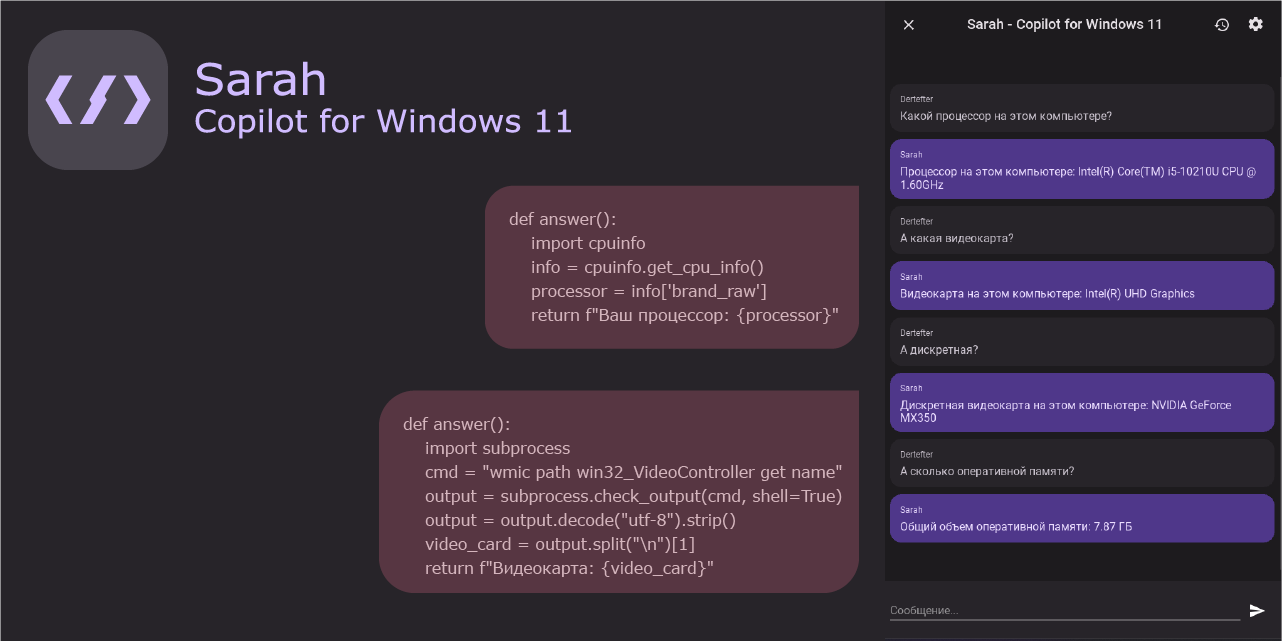 Sarah
Copilot for Windows 11
def answer():
import cpuinfo
info = cpuinfo.get_cpu_info()
processor = info['brand_raw']
return f"Ваш процессор: {processor}"
def answer():
import subprocess
cmd = "wmic path win32_VideoController get name"
output = subprocess.check_output(cmd, shell=True)
output = output.decode("utf-8").strip()
video_card = output.split("\n")[1]
return f"Видеокарта: {video_card}"
Sarah - Copilot for Windows 11
Dertefter
Какой процессор на этом компьютере?
Sarah
Процессор на этом компьютере: Intel(R) Core(TM) i5-10210U CPU @
1.60GHz
Dertefter
А какая видеокарта?
Sarah
Видеокарта на этом компьютере: Intel(R) UHD Graphics
Dertefter
А дискретная?
Sarah
Дискретная видеокарта на этом компьютере: NVIDIA GeForce
MX350
Dertefter
А сколько оперативной памяти?
Sarah
Общий объем оперативной памяти: 7.87 ГБ
Сообщение...